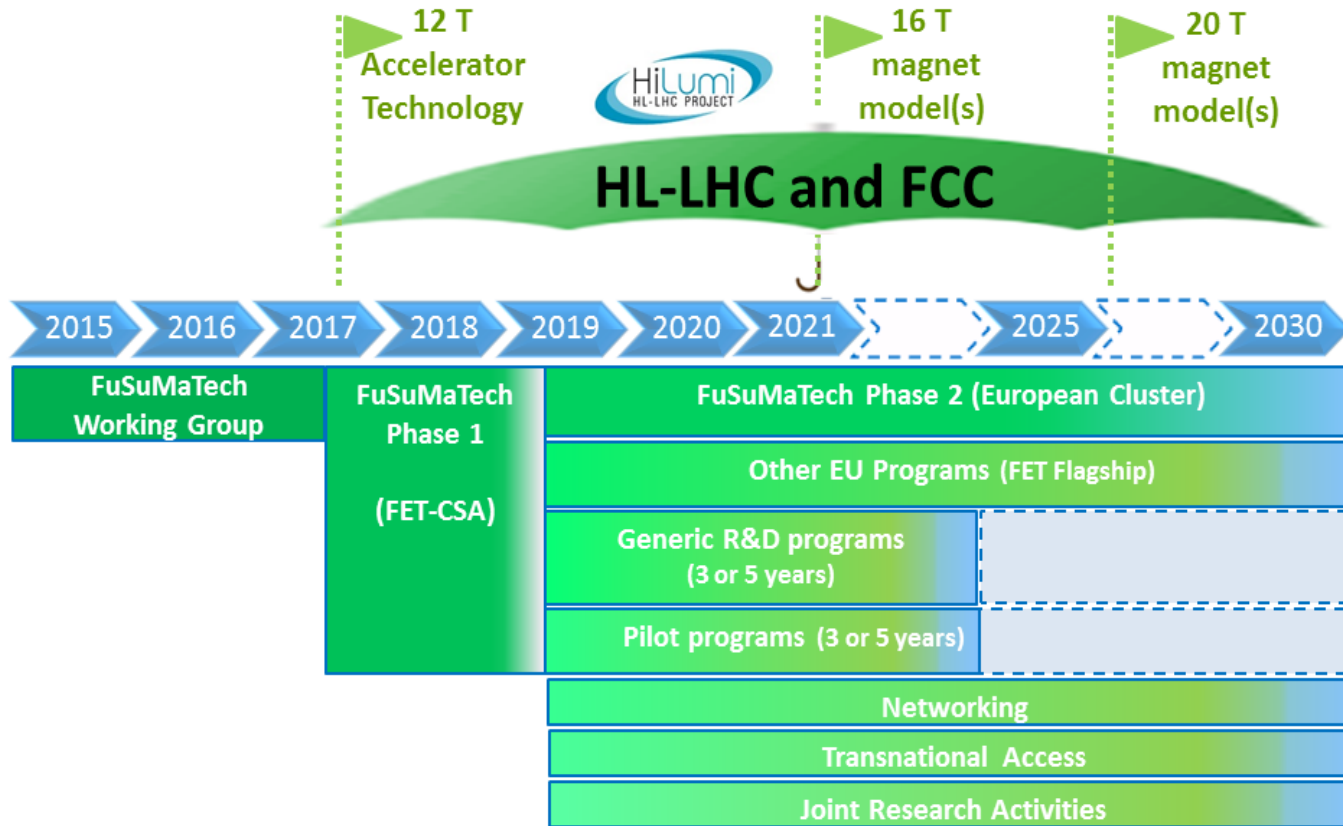 12 T
Accelerator
Technology
HiLumi
HL-LHC PROJECT
16 T
magnet
model(s)
20 T
magnet
model(s)
HL-LHC and FCC
2015 2016 2017 2018 2019 2020 2021 2025 2030
FuSuMaTech
Working Group
FuSuMaTech
Phase 1
(FET-CSA)
FuSuMaTech Phase 2 (European Cluster)
Other EU Programs (FET Flagship)
Generic R&D programs
(3 or 5 years)
Pilot programs (3 or 5 years)
Networking
Transnational Access
Joint Research Activities